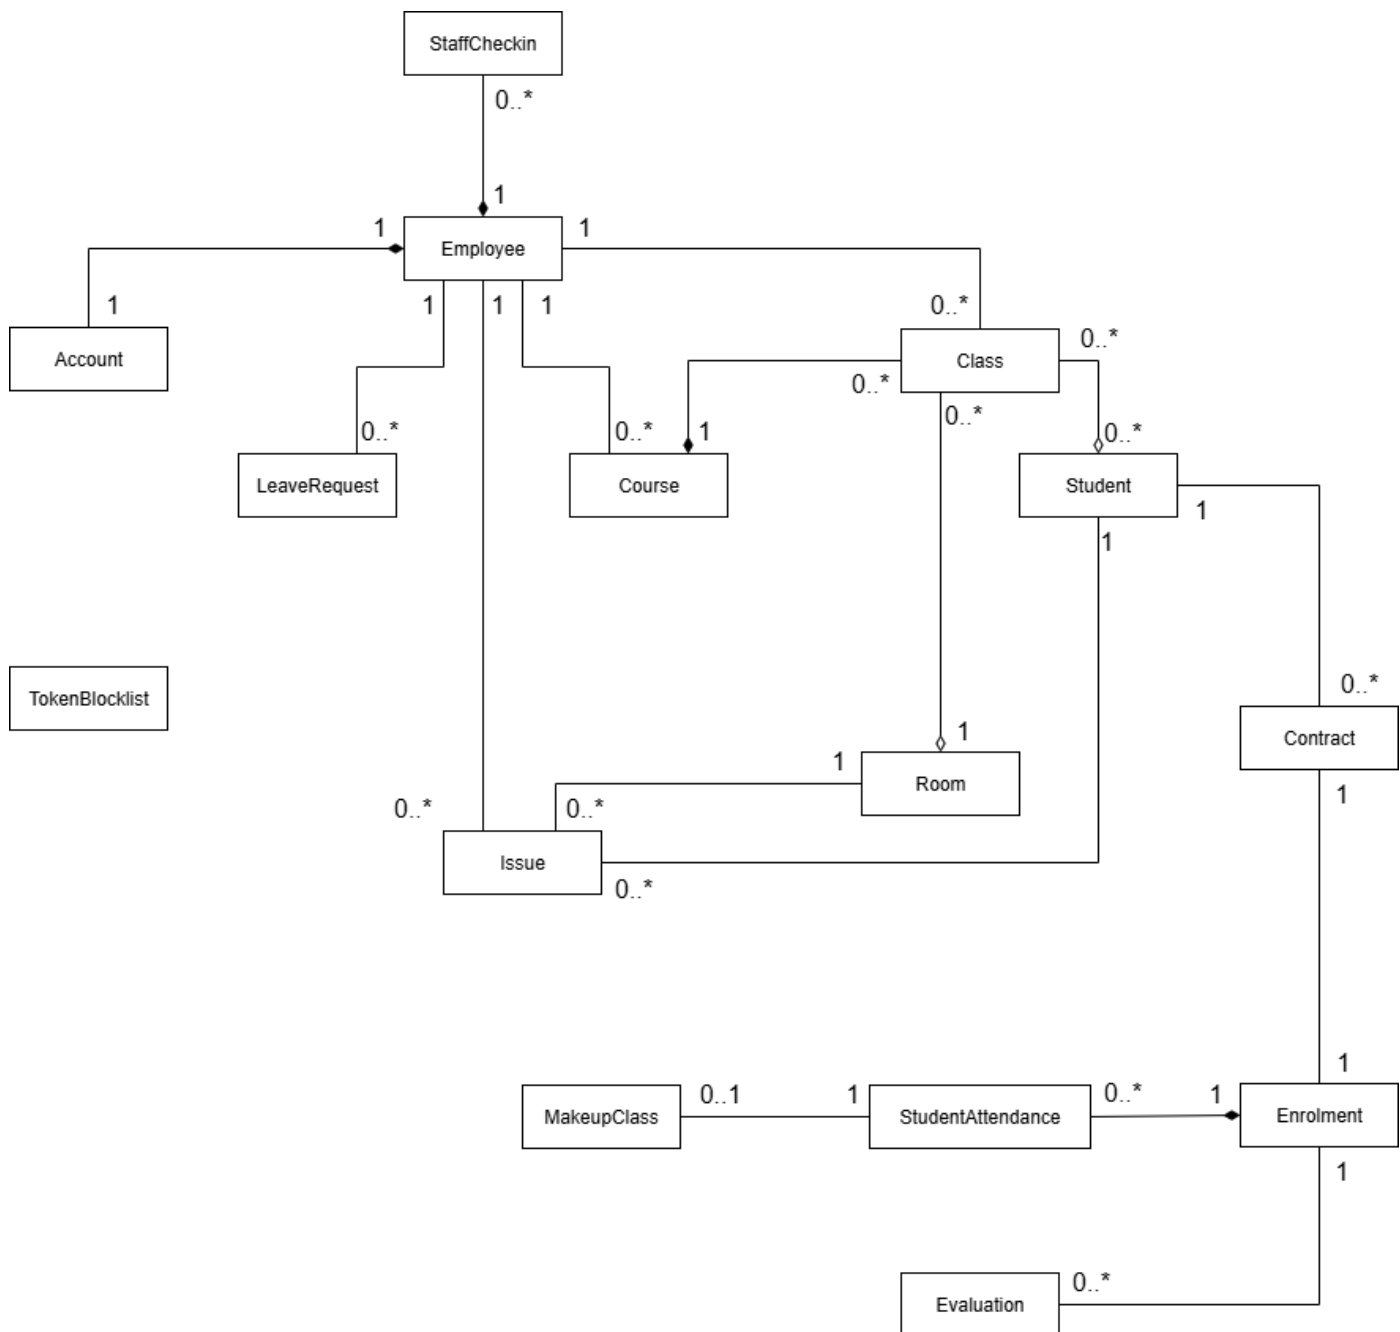 StaffCheckin
0..*
1
1
Employee
1
1
1
1
1
0..*
0..*
Account
Class
0..*
0..*
0..*
0..*
1
0..*
LeaveRequest
Course
Student
1
1
0..*
TokenBlocklist
Contract
1
1
Room
0..*
0..*
1
Issue
0..*
1
0..1
1
0..*
1
MakeupClass
StudentAttendance
Enrolment
1
0..*
Evaluation